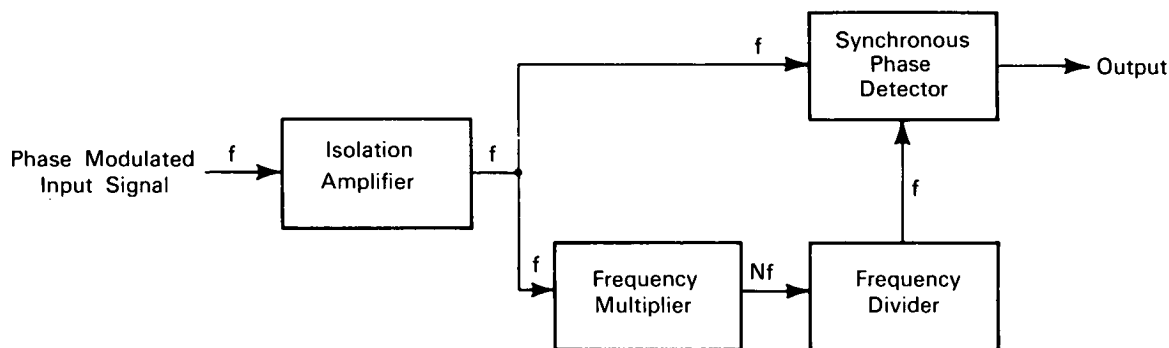 f
Synchronous
Phase
Detector
Output
Phase Modulated
Input Signal
f
Isolation
Amplifier
f
f
f
Frequency
Multiplier
Nf
Frequency
Divider